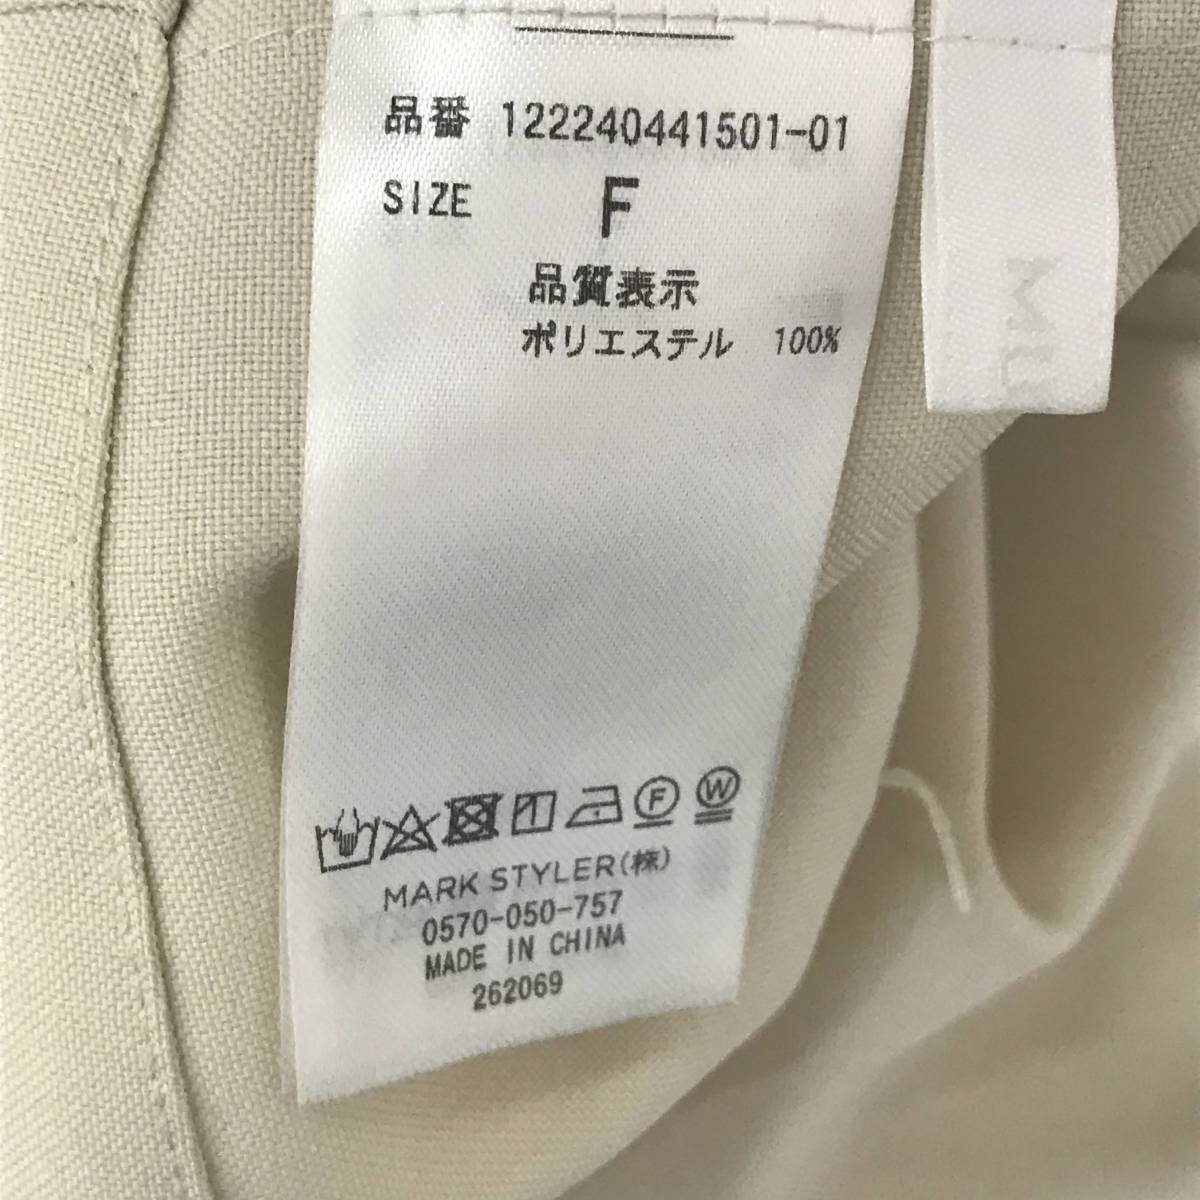 品番 122240441501-01
SIZE F
品質表示
ポリエステル 100%
F W
MARK STYLER(株)
0570-050-757
MADE IN CHINA
262069